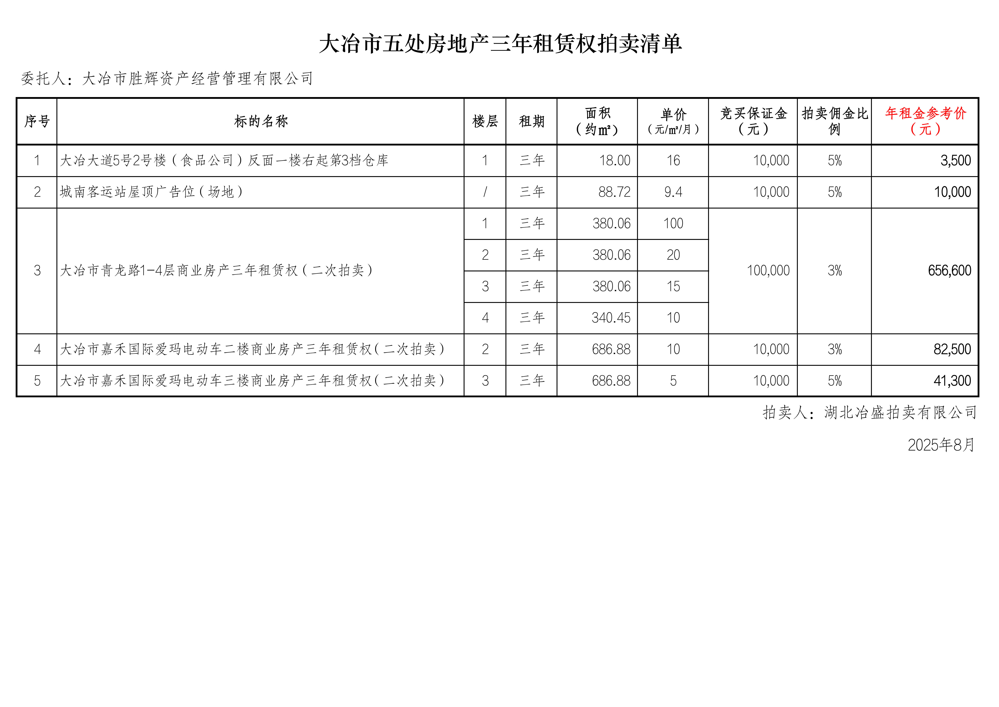 大冶市五处房地产三年租赁权拍卖清单
委托人：大冶市胜辉资产经营管理有限公司
序号 标的名称 楼层 租期 面积（约㎡） 单价（元/㎡/月） 竞买保证金（元） 拍卖佣金比例 年租金参考价（元）
1 大冶大道5号2号楼（食品公司）反面一楼右起第3档仓库 1 三年 18.00 16 10,000 5% 3,500
2 城南客运站屋顶广告位（场地） / 三年 88.72 9.4 10,000 5% 10,000
3 大冶市青龙路1-4层商业房产三年租赁权（二次拍卖） 1 三年 380.06 100 100,000 3% 656,600
2 三年 380.06 20
3 三年 380.06 15
4 三年 340.45 10
4 大冶市嘉禾国际爱玛电动车二楼商业房产三年租赁权（二次拍卖） 2 三年 686.88 10 10,000 3% 82,500
5 大冶市嘉禾国际爱玛电动车三楼商业房产三年租赁权（二次拍卖） 3 三年 686.88 5 10,000 5% 41,300
拍卖人：湖北冶盛拍卖有限公司
2025年8月